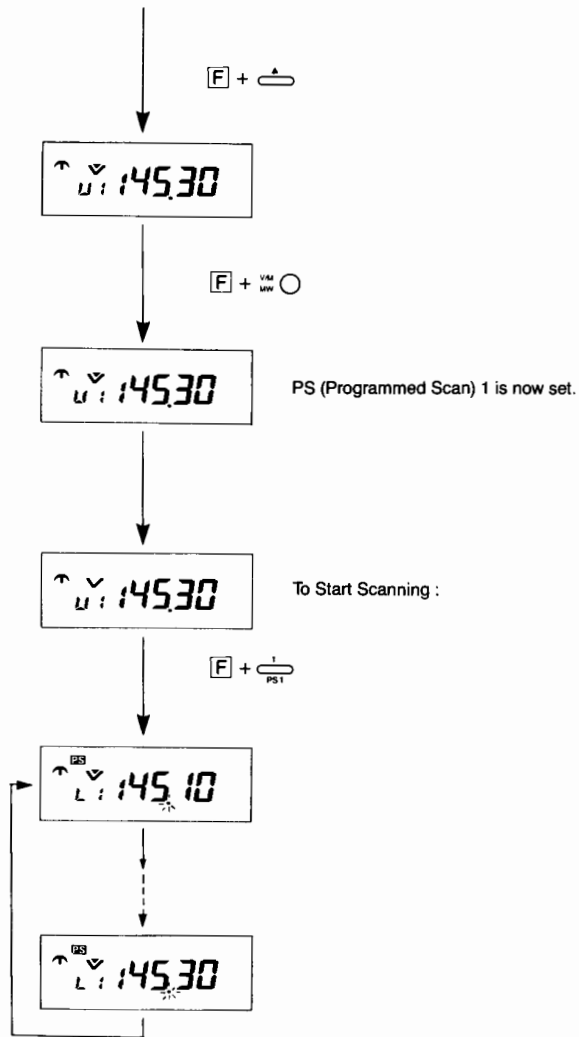 F + ▲
U1 145.30
F + V/M MW
U1 145.30
PS (Programmed Scan) 1 is now set.
U1 145.30
To Start Scanning :
F + 1 PS1
PS
L1 145.10
PS
L1 145.30